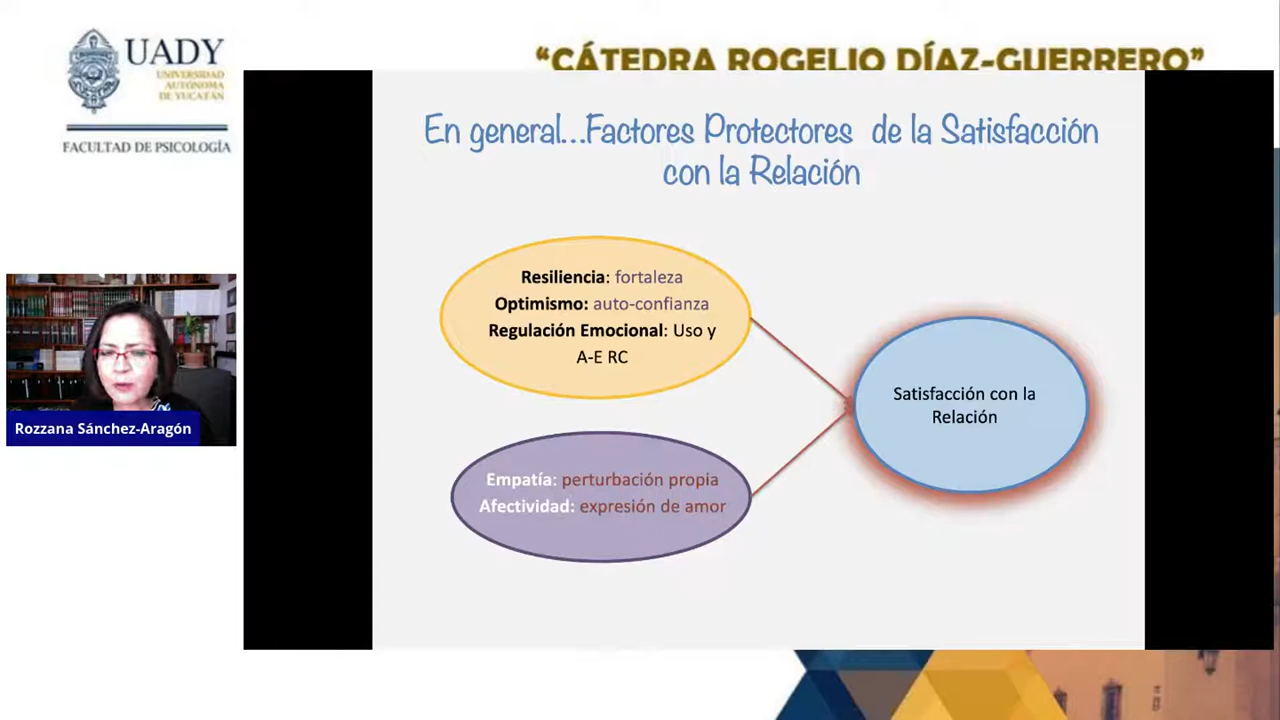 UADY
UNIVERSIDAD
AUTÓNOMA
DE YUCATÁN
FACULTAD DE PSICOLOGÍA
“CÁTEDRA ROGELIO DÍAZ-GUERRERO”
En general...Factores Protectores de la Satisfacción
con la Relación
Resiliencia: fortaleza
Optimismo: auto-confianza
Regulación Emocional: Uso y
A-E RC
Empatía: perturbación propia
Afectividad: expresión de amor
Satisfacción con la
Relación
Rozzana Sánchez-Aragón